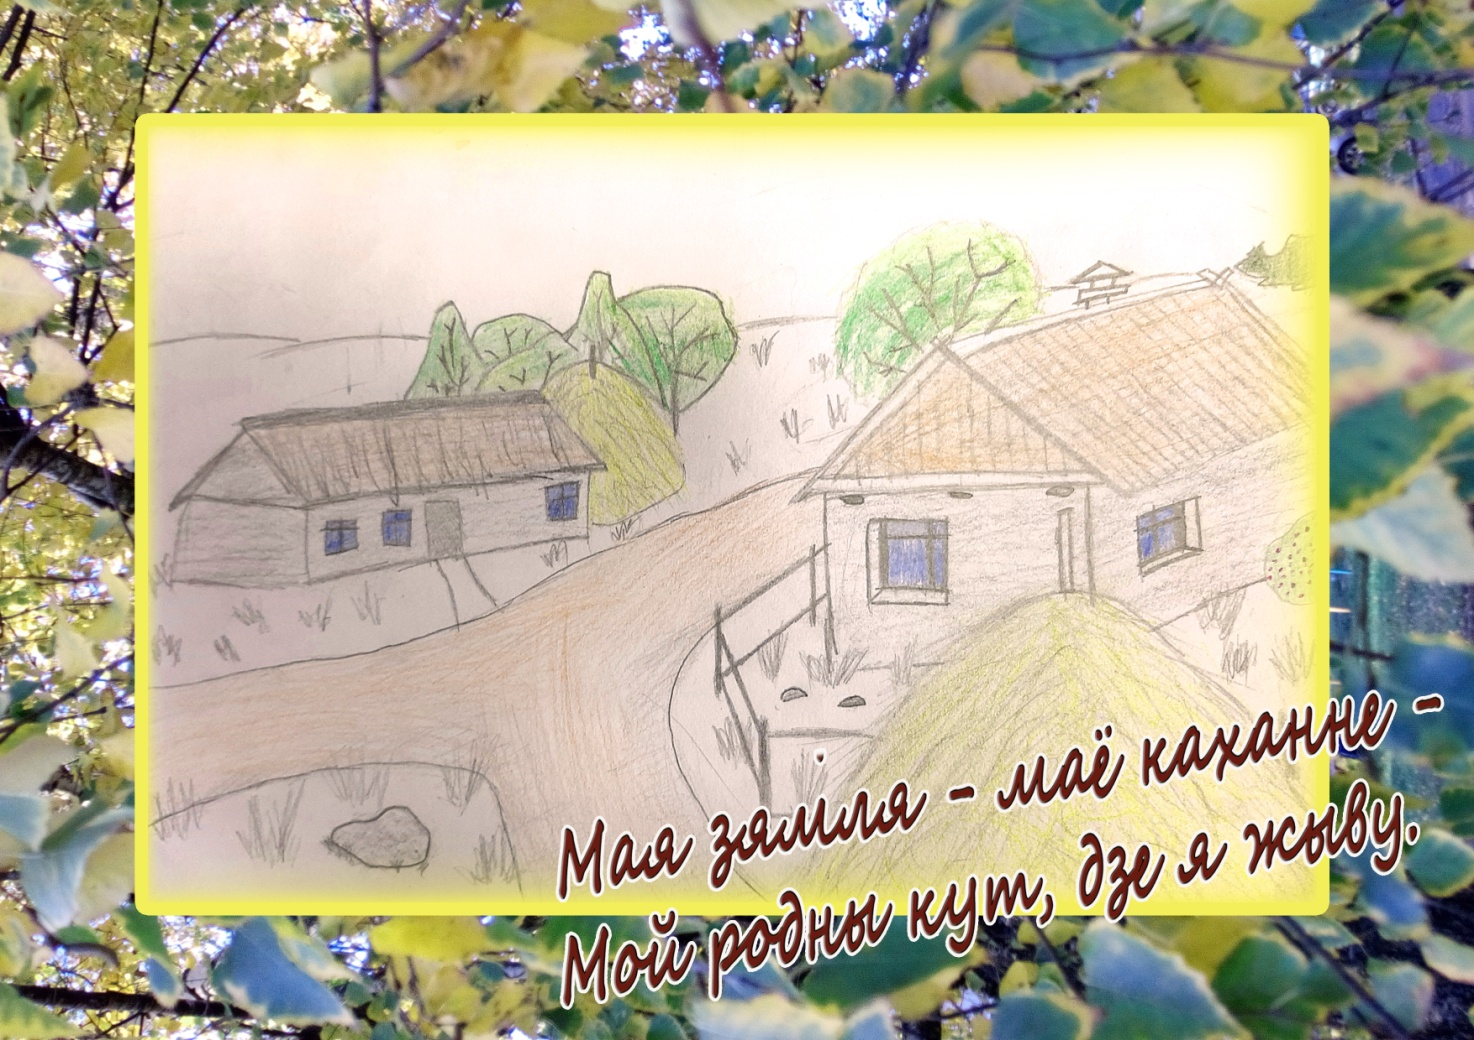 Мая зямля - маё каханне -
Мой родны кут, дзе я жыву.